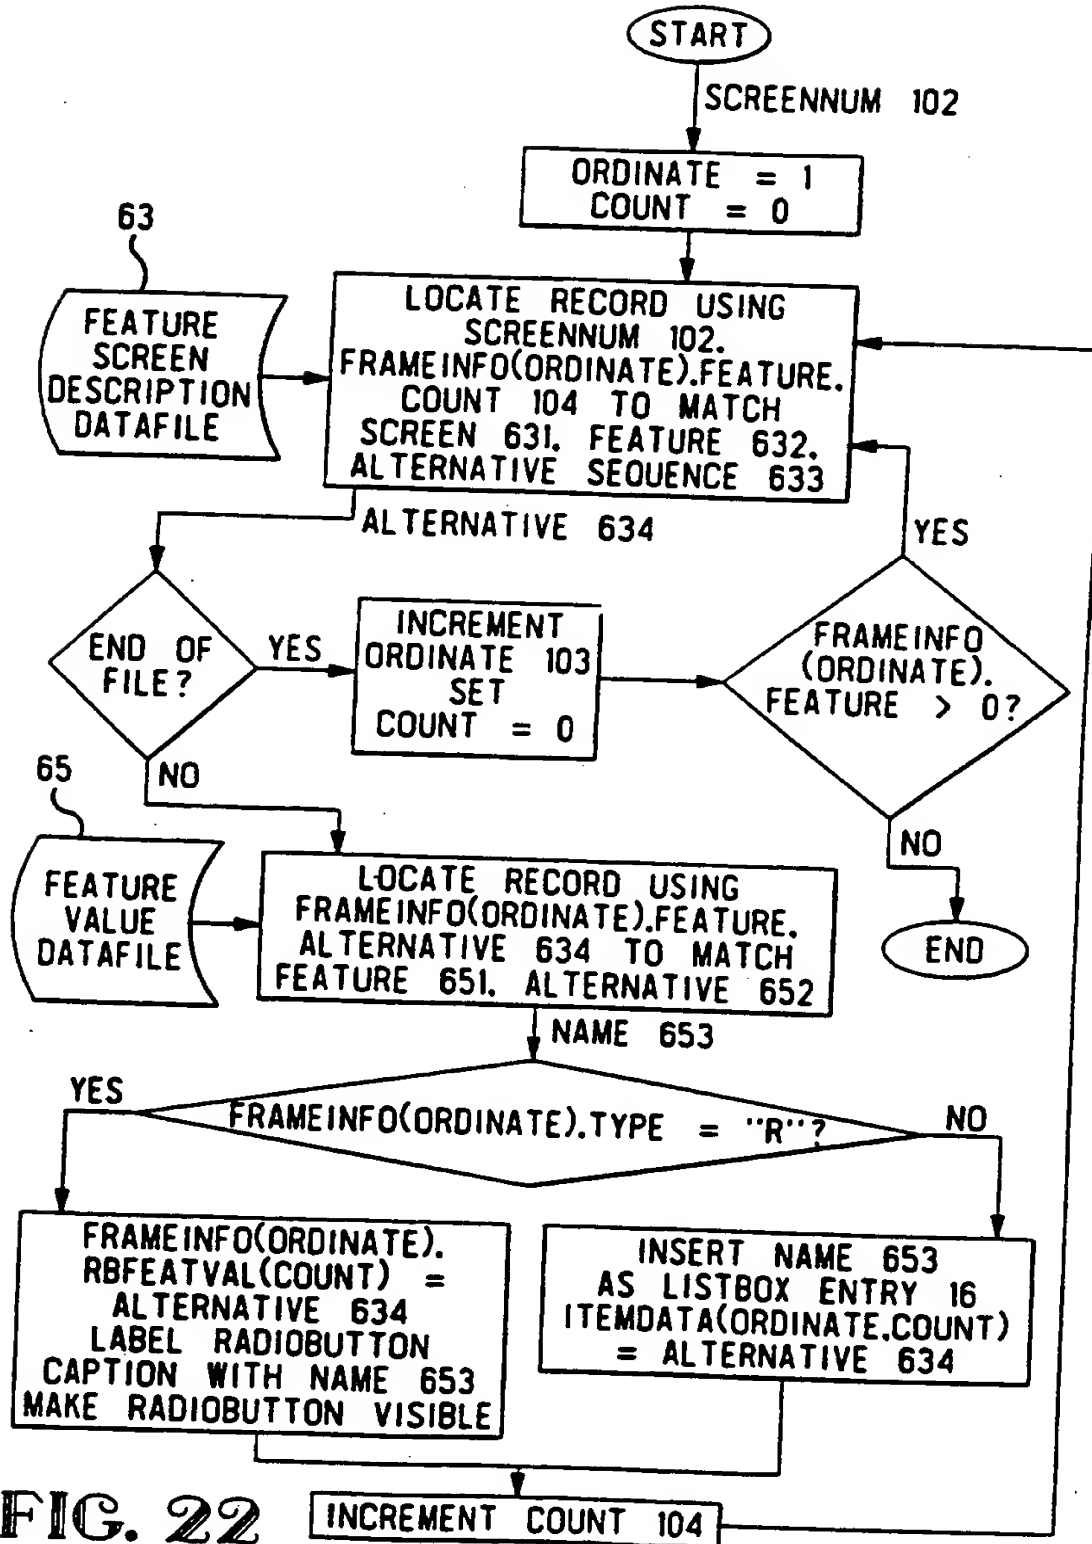 START
SCREENNUM 102
ORDINATE = 1
COUNT = 0
63
FEATURE
SCREEN
DESCRIPTION
DATAFILE
LOCATE RECORD USING
SCREENNUM 102.
FRAMEINFO(ORDINATE).FEATURE.
COUNT 104 TO MATCH
SCREEN 631. FEATURE 632.
ALTERNATIVE SEQUENCE 633
ALTERNATIVE 634
YES
END OF
FILE?
YES
INCREMENT
ORDINATE 103
SET
COUNT = 0
FRAMEINFO
(ORDINATE).
FEATURE > 0?
NO
NO
END
65
FEATURE
VALUE
DATAFILE
LOCATE RECORD USING
FRAMEINFO(ORDINATE).FEATURE.
ALTERNATIVE 634 TO MATCH
FEATURE 651. ALTERNATIVE 652
NAME 653
YES
FRAMEINFO(ORDINATE).TYPE = "R"?
NO
FRAMEINFO(ORDINATE).
RBFEATVAL(COUNT) =
ALTERNATIVE 634
LABEL RADIOBUTTON
CAPTION WITH NAME 653
MAKE RADIOBUTTON VISIBLE
INSERT NAME 653
AS LISTBOX ENTRY 16
ITEMDATA(ORDINATE.COUNT)
= ALTERNATIVE 634
INCREMENT COUNT 104
FIG. 22